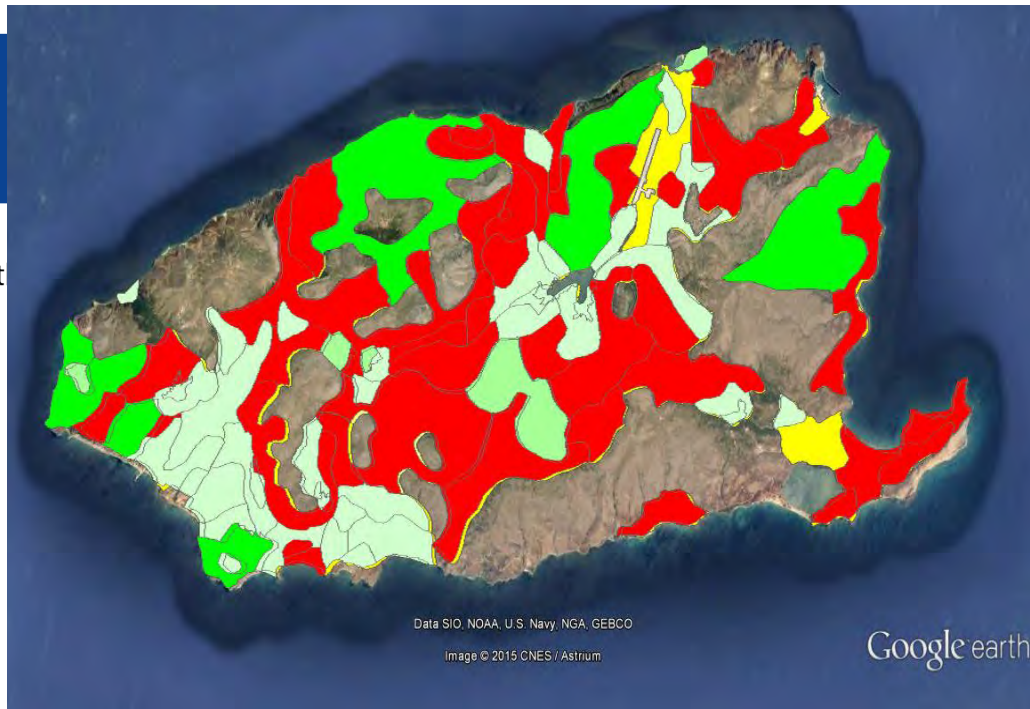 t
Data SIO, NOAA, U.S. Navy, NGA, GEBCO
Image © 2015 CNES / Astrium
Google earth